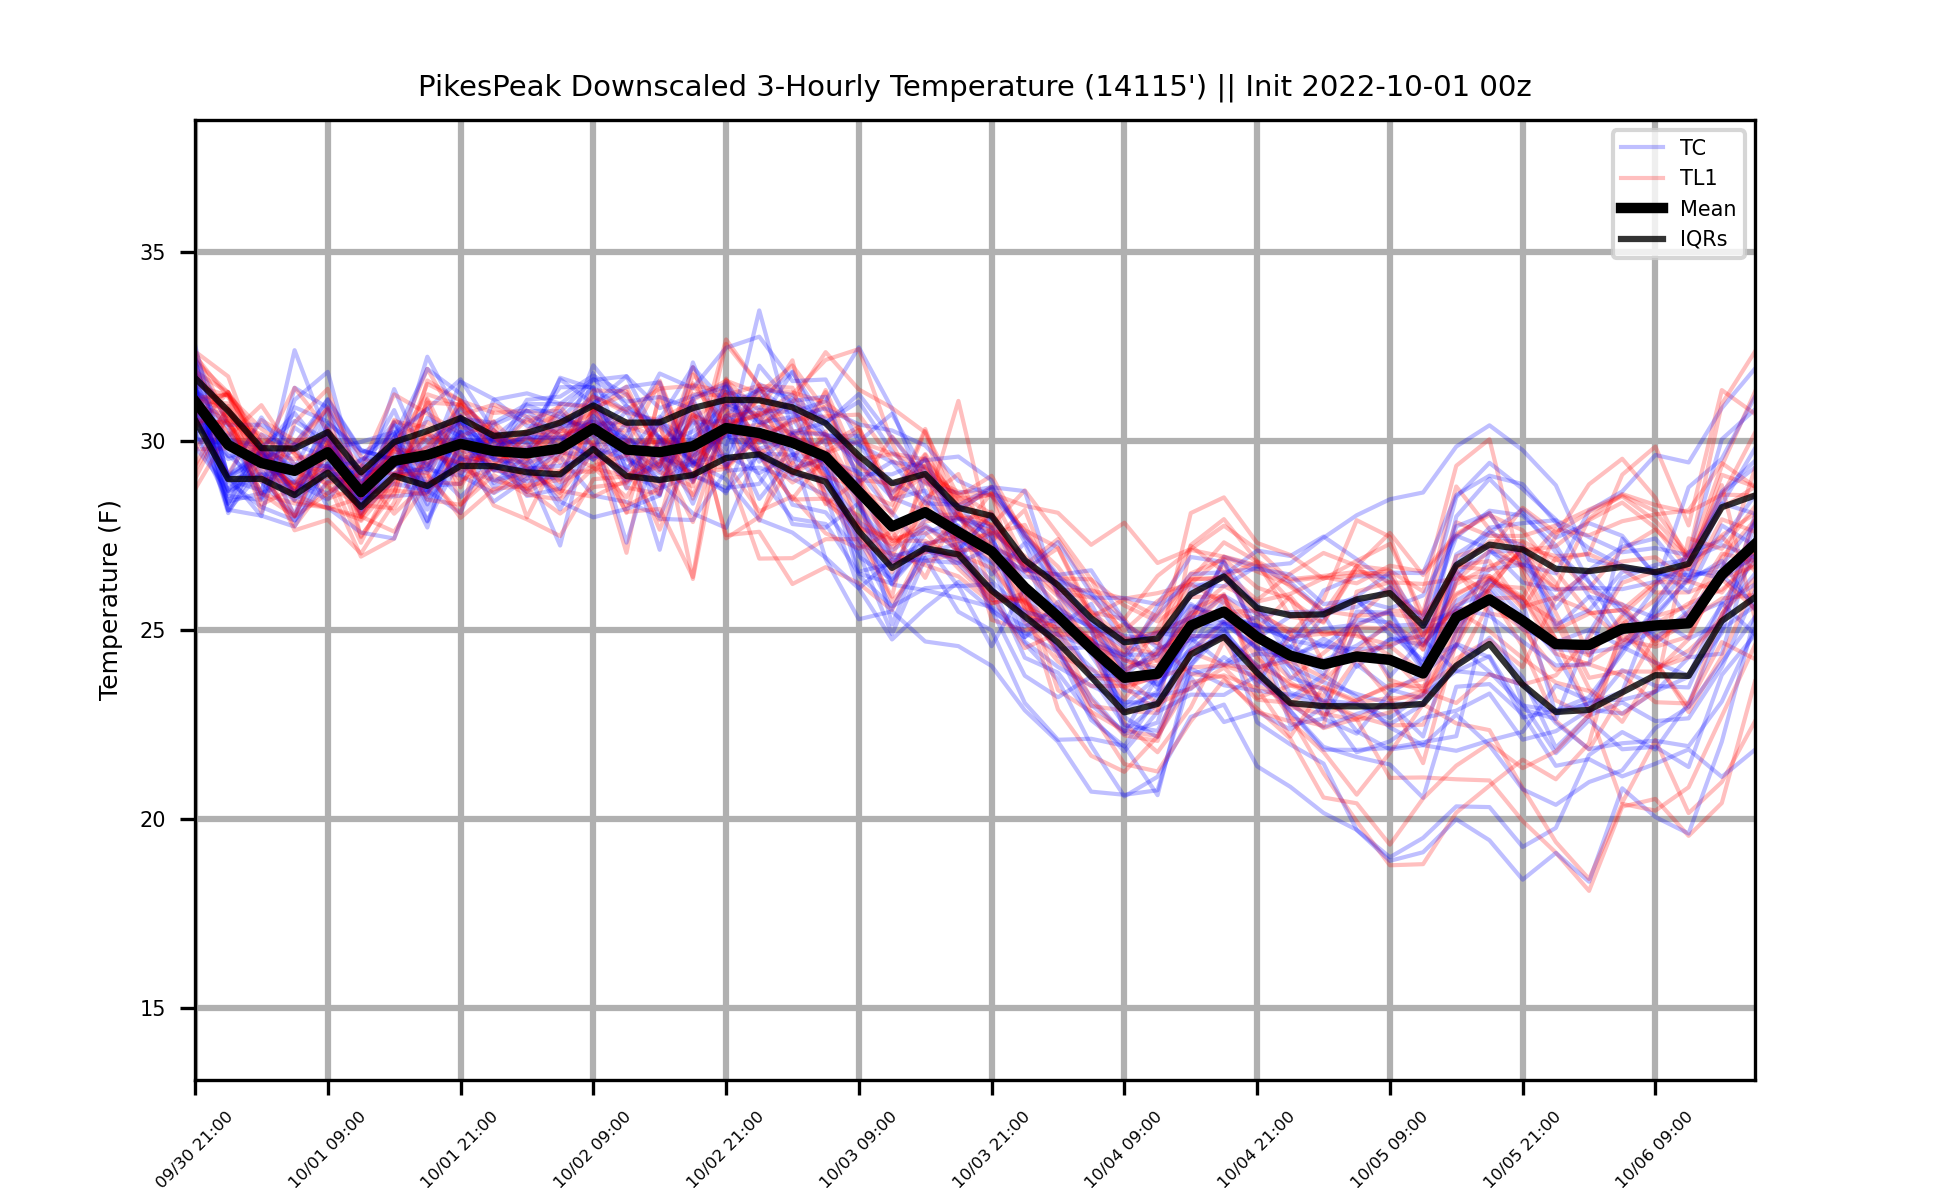 PikesPeak Downscaled 3-Hourly Temperature (14115') || Init 2022-10-01 00z
TC
TL1
Mean
IQRs
Temperature (F)
35
30
25
20
15
09/30 21:00
10/01 09:00
10/01 21:00
10/02 09:00
10/02 21:00
10/03 09:00
10/03 21:00
10/04 09:00
10/04 21:00
10/05 09:00
10/05 21:00
10/06 09:00